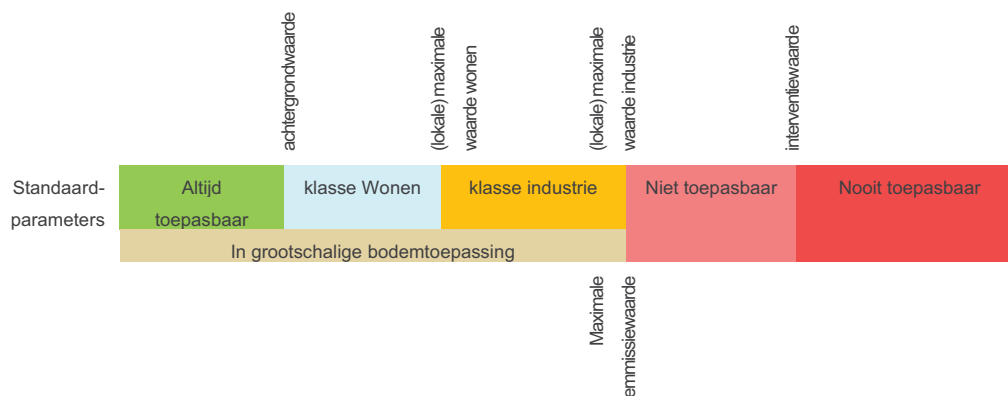 achtergrondwaarde
(lokale) maximale
waarde wonen
(lokale) maximale
waarde industrie
interventiewaarde
Standaard-
parameters
Altijd
toepasbaar
klasse Wonen
klasse industrie
Niet toepasbaar
Nooit toepasbaar
In grootschalige bodemtoepassing
Maximale
emmissiewaarde